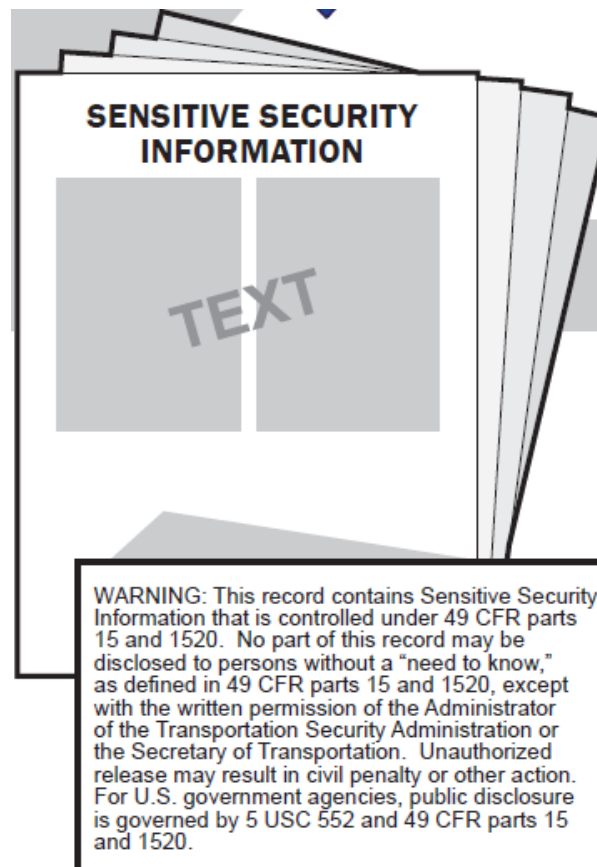 SENSITIVE SECURITY
INFORMATION
TEXT
WARNING: This record contains Sensitive Security
Information that is controlled under 49 CFR parts
15 and 1520.  No part of this record may be
disclosed to persons without a “need to know,”
as defined in 49 CFR parts 15 and 1520, except
with the written permission of the Administrator
of the Transportation Security Administration or
the Secretary of Transportation.  Unauthorized
release may result in civil penalty or other action.
For U.S. government agencies, public disclosure
is governed by 5 USC 552 and 49 CFR parts 15
and 1520.